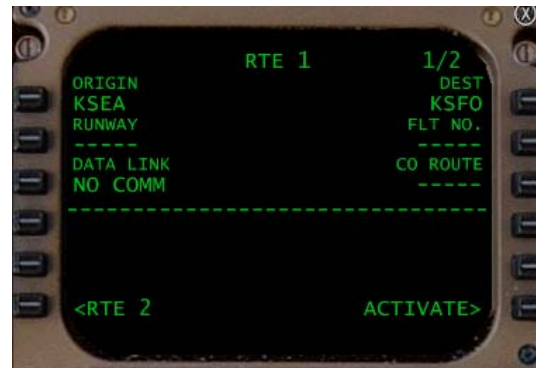 RTE 1 1/2
ORIGIN DEST
KSEA KSFO
RUNWAY FLT NO.
----- -----
DATA LINK CO ROUTE
NO COMM -----
--------------------------------------
<RTE 2 ACTIVATE>
X